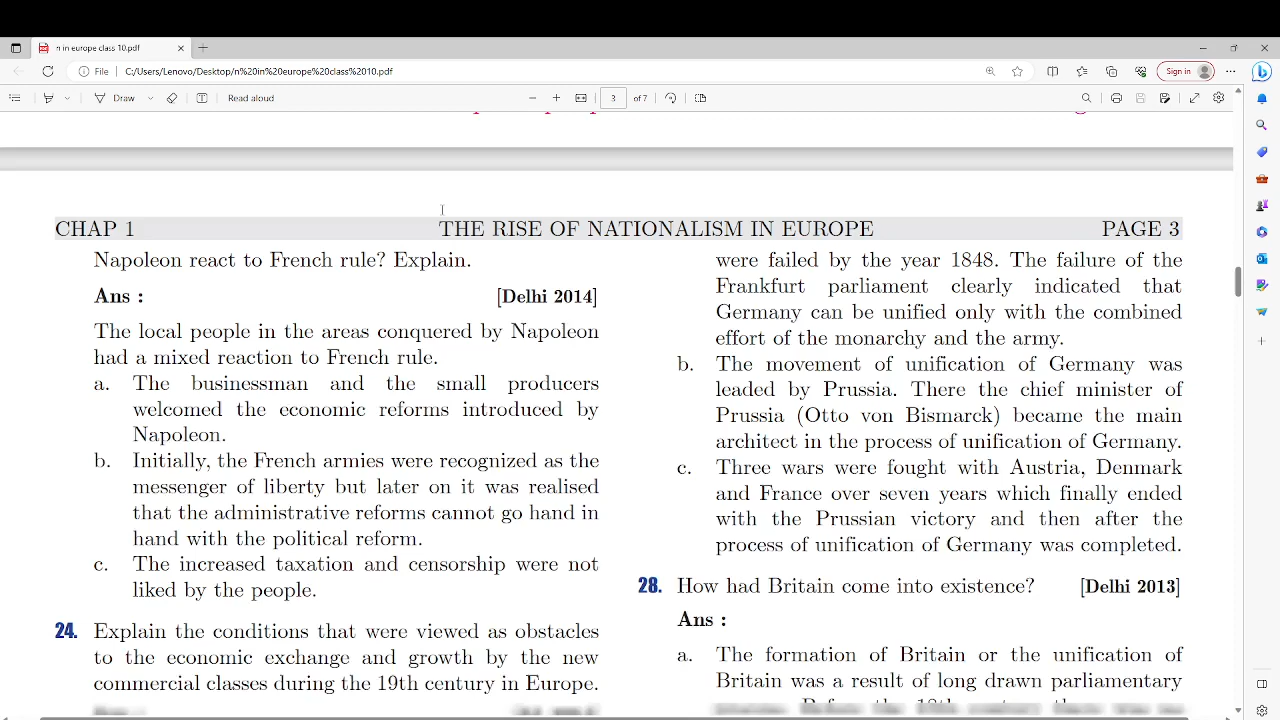 n in europe class 10.pdf
File C:/Users/Lenovo/Desktop/n%20in%20europe%20class%2010.pdf
Sign in
Draw
Read aloud
3 of 7
CHAP 1 THE RISE OF NATIONALISM IN EUROPE PAGE 3
Napoleon react to French rule? Explain.
Ans : [Delhi 2014]
The local people in the areas conquered by Napoleon
had a mixed reaction to French rule.
a. The businessman and the small producers
welcomed the economic reforms introduced by
Napoleon.
b. Initially, the French armies were recognized as the
messenger of liberty but later on it was realised
that the administrative reforms cannot go hand in
hand with the political reform.
c. The increased taxation and censorship were not
liked by the people.
24. Explain the conditions that were viewed as obstacles
to the economic exchange and growth by the new
commercial classes during the 19th century in Europe.
were failed by the year 1848. The failure of the
Frankfurt parliament clearly indicated that
Germany can be unified only with the combined
effort of the monarchy and the army.
b. The movement of unification of Germany was
leaded by Prussia. There the chief minister of
Prussia (Otto von Bismarck) became the main
architect in the process of unification of Germany.
c. Three wars were fought with Austria, Denmark
and France over seven years which finally ended
with the Prussian victory and then after the
process of unification of Germany was completed.
28. How had Britain come into existence? [Delhi 2013]
Ans :
a. The formation of Britain or the unification of
Britain was a result of long drawn parliamentary